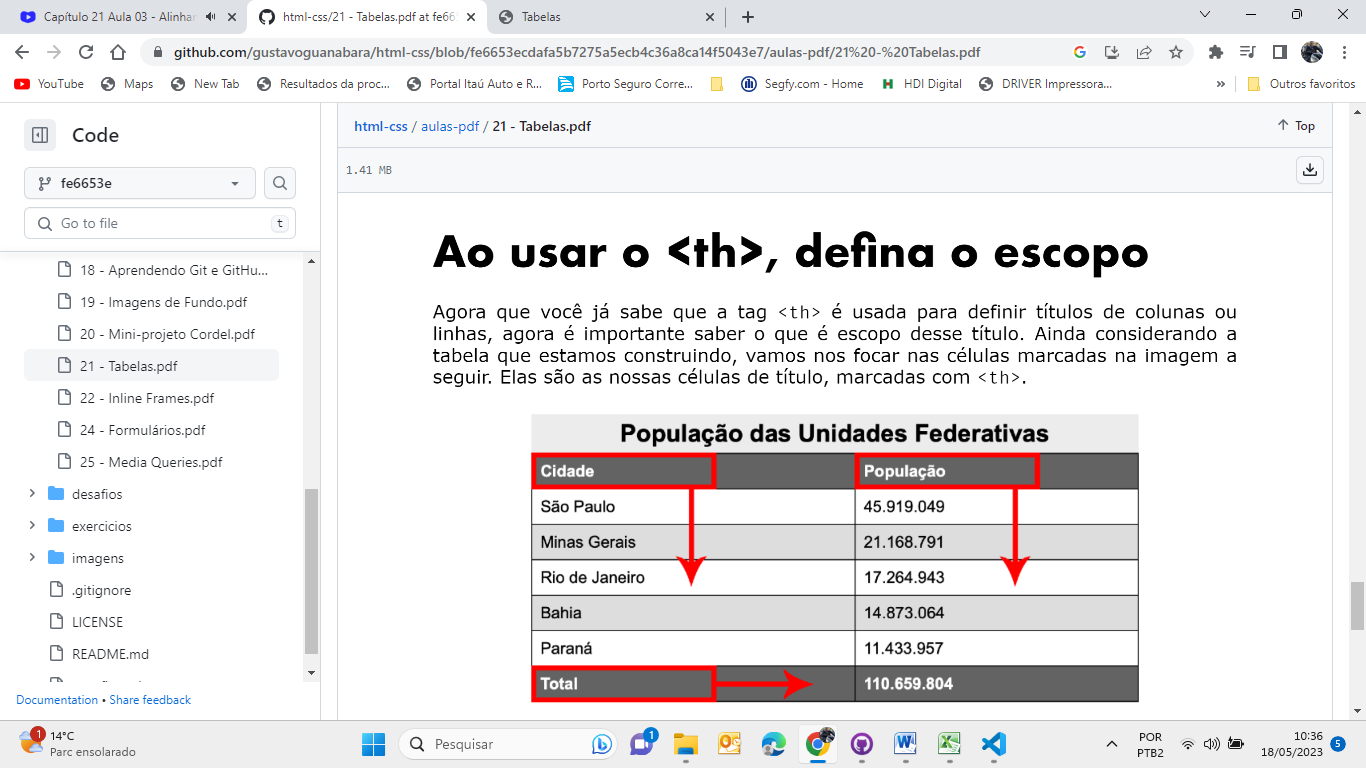 Capítulo 21 Aula 03 - Alinhar
html-css/21 - Tabelas.pdf at fe665
Tabelas
github.com/gustavoguanabara/html-css/blob/fe6653ecdafa5b7275a5ecb4c36a8ca14f5043e7/aulas-pdf/21%20-%20Tabelas.pdf
YouTube
Maps
New Tab
Resultados da proc...
Portal Itaú Auto e R...
Porto Seguro Corre...
Segfy.com - Home
HDI Digital
DRIVER Impressora...
»
Outros favoritos
Code
fe6653e
Go to file
t
18 - Aprendendo Git e GitHu...
19 - Imagens de Fundo.pdf
20 - Mini-projeto Cordel.pdf
21 - Tabelas.pdf
22 - Inline Frames.pdf
24 - Formulários.pdf
25 - Media Queries.pdf
desafios
exercicios
imagens
.gitignore
LICENSE
README.md
Documentation • Share feedback
html-css / aulas-pdf / 21 - Tabelas.pdf
Top
1.41 MB
Ao usar o <th>, defina o escopo
Agora que você já sabe que a tag <th> é usada para definir títulos de colunas ou
linhas, agora é importante saber o que é escopo desse título. Ainda considerando a
tabela que estamos construindo, vamos nos focar nas células marcadas na imagem a
seguir. Elas são as nossas células de título, marcadas com <th>.
População das Unidades Federativas
Cidade População
São Paulo 45.919.049
Minas Gerais 21.168.791
Rio de Janeiro 17.264.943
Bahia 14.873.064
Paraná 11.433.957
Total 110.659.804
1
14°C
Parc ensolarado
Pesquisar
1
POR
PTB2
10:36
18/05/2023
5